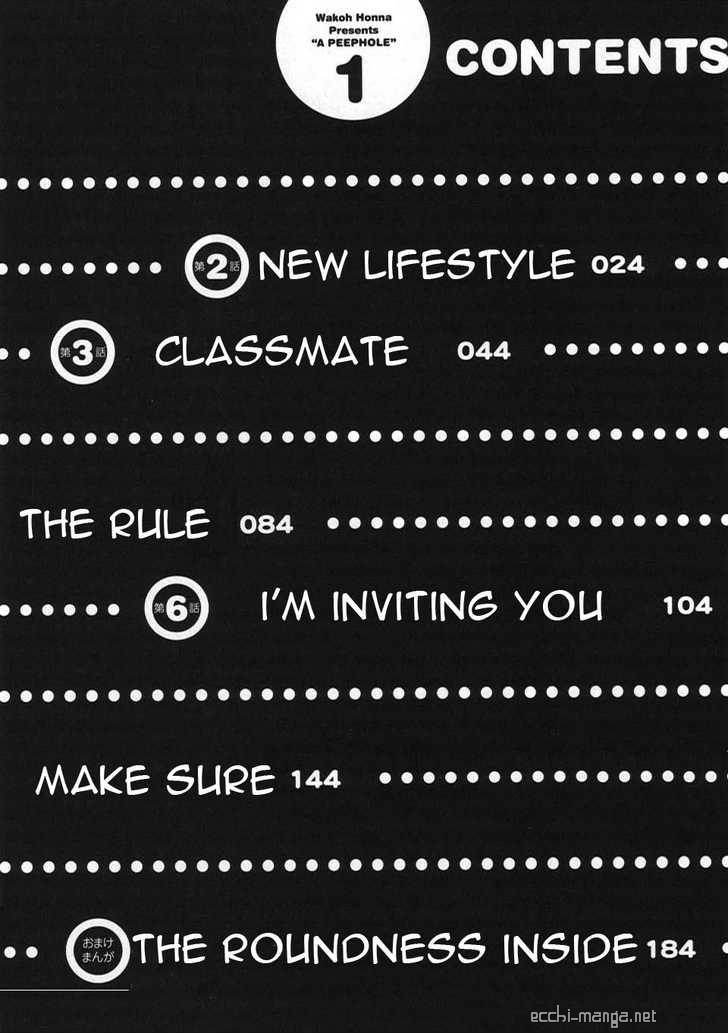 Wakoh Honna
Presents
"A PEEPHOLE"
1
CONTENTS
第2話 NEW LIFESTYLE 024
第3話 CLASSMATE 044
THE RULE 084
第6話 I'M INVITING YOU 104
MAKE SURE 144
おまけ
まんが
THE ROUNDNESS INSIDE 184
ecchi-manga.net